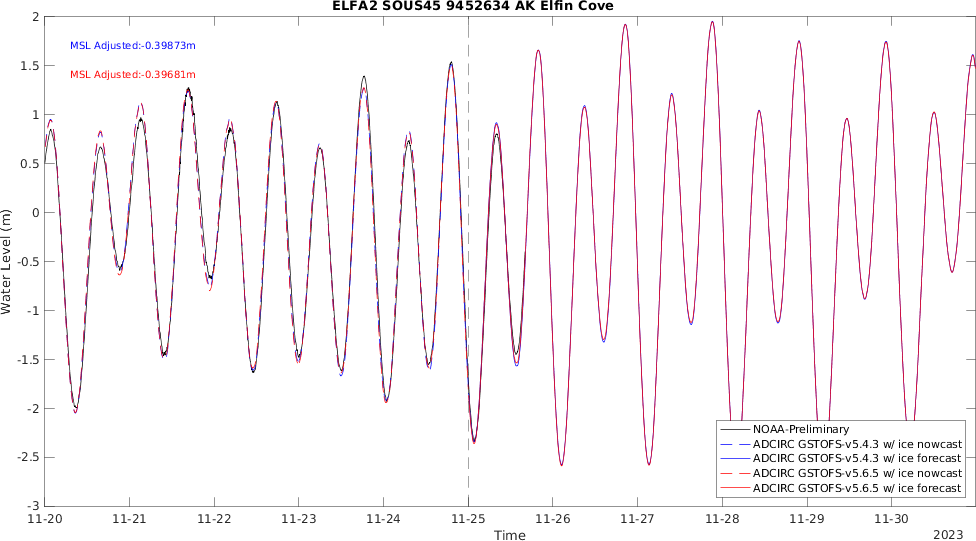 ELFA2 SOUS45 9452634 AK Elfin Cove
MSL Adjusted:-0.39873m
MSL Adjusted:-0.39681m
2
1.5
1
0.5
0
-0.5
-1
-1.5
-2
-2.5
-3
Water Level (m)
NOAA-Preliminary
ADCIRC GSTOFS-v5.4.3 w/ ice nowcast
ADCIRC GSTOFS-v5.4.3 w/ ice forecast
ADCIRC GSTOFS-v5.6.5 w/ ice nowcast
ADCIRC GSTOFS-v5.6.5 w/ ice forecast
11-20 11-21 11-22 11-23 11-24 11-25 11-26 11-27 11-28 11-29 11-30
Time
2023